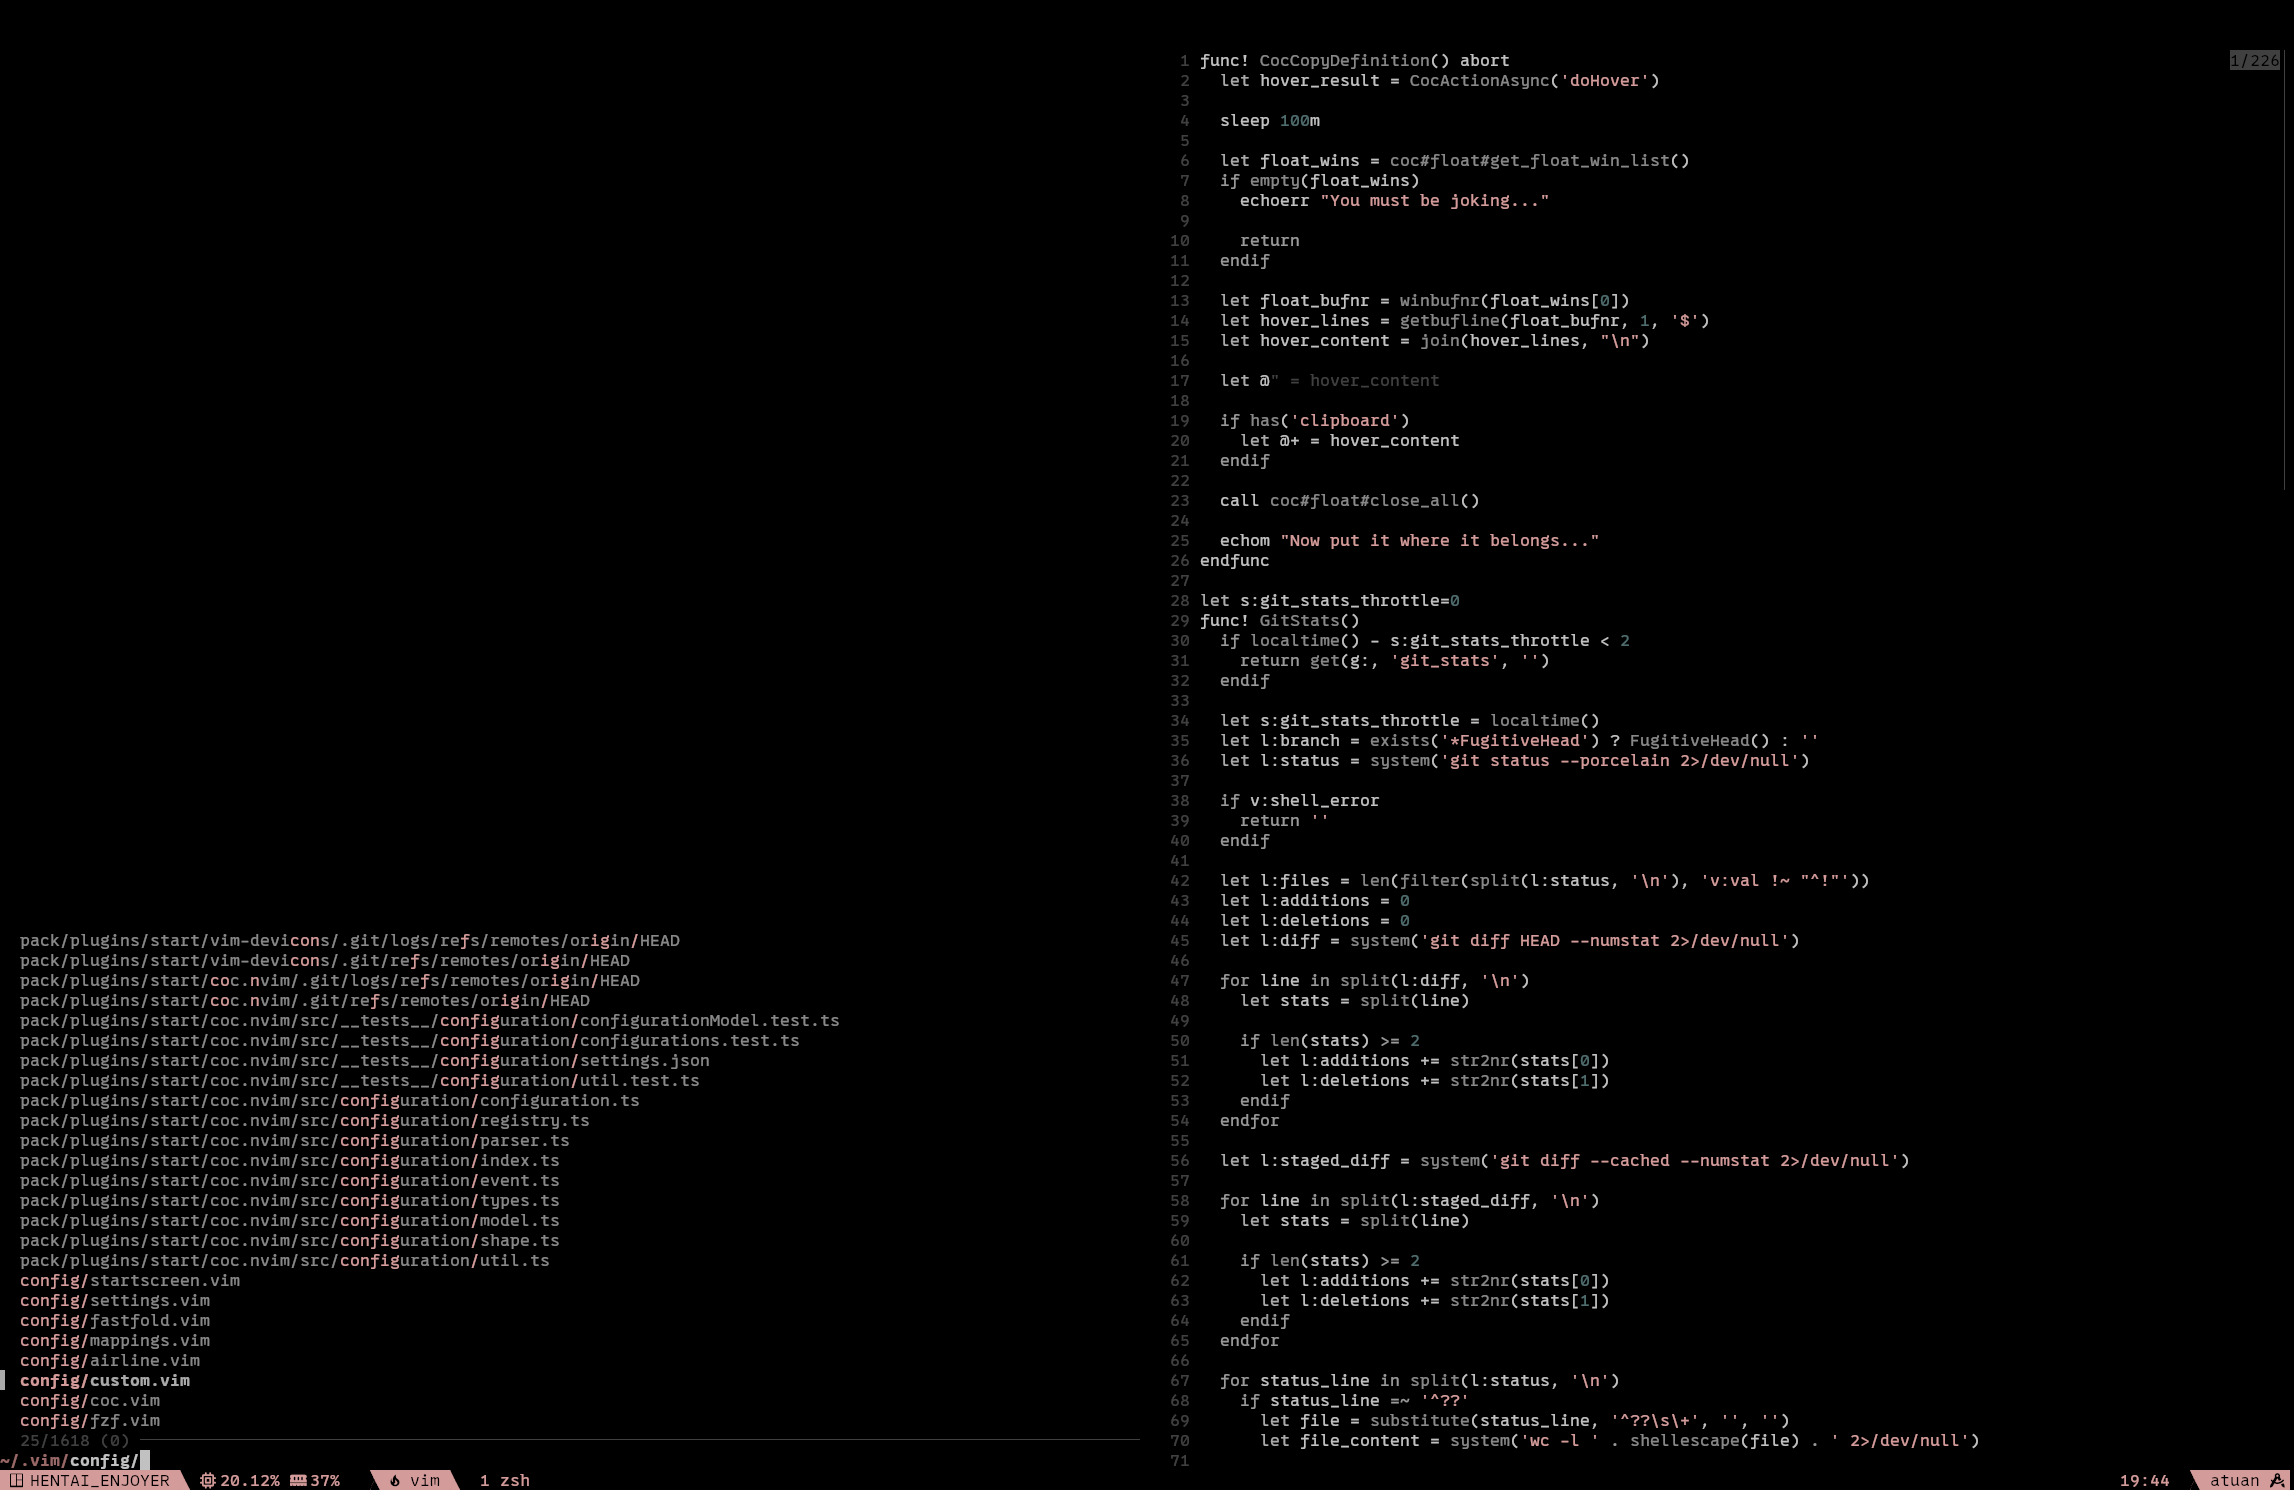 pack/plugins/start/vim-devicons/.git/logs/refs/remotes/origin/HEAD
pack/plugins/start/vim-devicons/.git/refs/remotes/origin/HEAD
pack/plugins/start/coc.nvim/.git/logs/refs/remotes/origin/HEAD
pack/plugins/start/coc.nvim/.git/refs/remotes/origin/HEAD
pack/plugins/start/coc.nvim/src/__tests__/configuration/configurationModel.test.ts
pack/plugins/start/coc.nvim/src/__tests__/configuration/configurations.test.ts
pack/plugins/start/coc.nvim/src/__tests__/configuration/settings.json
pack/plugins/start/coc.nvim/src/__tests__/configuration/util.test.ts
pack/plugins/start/coc.nvim/src/configuration/configuration.ts
pack/plugins/start/coc.nvim/src/configuration/registry.ts
pack/plugins/start/coc.nvim/src/configuration/parser.ts
pack/plugins/start/coc.nvim/src/configuration/index.ts
pack/plugins/start/coc.nvim/src/configuration/event.ts
pack/plugins/start/coc.nvim/src/configuration/types.ts
pack/plugins/start/coc.nvim/src/configuration/model.ts
pack/plugins/start/coc.nvim/src/configuration/shape.ts
pack/plugins/start/coc.nvim/src/configuration/util.ts
config/startscreen.vim
config/settings.vim
config/fastfold.vim
config/mappings.vim
config/airline.vim
config/custom.vim
config/coc.vim
config/fzf.vim
25/1618 (0)
~/.vim/config/
1/226
1 func! CocCopyDefinition() abort
2   let hover_result = CocActionAsync('doHover')
3
4   sleep 100m
5
6   let float_wins = coc#float#get_float_win_list()
7   if empty(float_wins)
8     echoerr "You must be joking..."
9
10     return
11   endif
12
13   let float_bufnr = winbufnr(float_wins[0])
14   let hover_lines = getbufline(float_bufnr, 1, '$')
15   let hover_content = join(hover_lines, "\n")
16
17   let @" = hover_content
18
19   if has('clipboard')
20     let @+ = hover_content
21   endif
22
23   call coc#float#close_all()
24
25   echom "Now put it where it belongs..."
26 endfunc
27
28 let s:git_stats_throttle=0
29 func! GitStats()
30   if localtime() - s:git_stats_throttle < 2
31     return get(g:, 'git_stats', '')
32   endif
33
34   let s:git_stats_throttle = localtime()
35   let l:branch = exists('*FugitiveHead') ? FugitiveHead() : ''
36   let l:status = system('git status --porcelain 2>/dev/null')
37
38   if v:shell_error
39     return ''
40   endif
41
42   let l:files = len(filter(split(l:status, '\n'), 'v:val !~ "^!"'))
43   let l:additions = 0
44   let l:deletions = 0
45   let l:diff = system('git diff HEAD --numstat 2>/dev/null')
46
47   for line in split(l:diff, '\n')
48     let stats = split(line)
49
50     if len(stats) >= 2
51       let l:additions += str2nr(stats[0])
52       let l:deletions += str2nr(stats[1])
53     endif
54   endfor
55
56   let l:staged_diff = system('git diff --cached --numstat 2>/dev/null')
57
58   for line in split(l:staged_diff, '\n')
59     let stats = split(line)
60
61     if len(stats) >= 2
62       let l:additions += str2nr(stats[0])
63       let l:deletions += str2nr(stats[1])
64     endif
65   endfor
66
67   for status_line in split(l:status, '\n')
68     if status_line =~ '^??'
69       let file = substitute(status_line, '^??\s\+', '', '')
70       let file_content = system('wc -l ' . shellescape(file) . ' 2>/dev/null')
71
HENTAI_ENJOYER 20.12% 37% vim 1 zsh 19:44 atuan